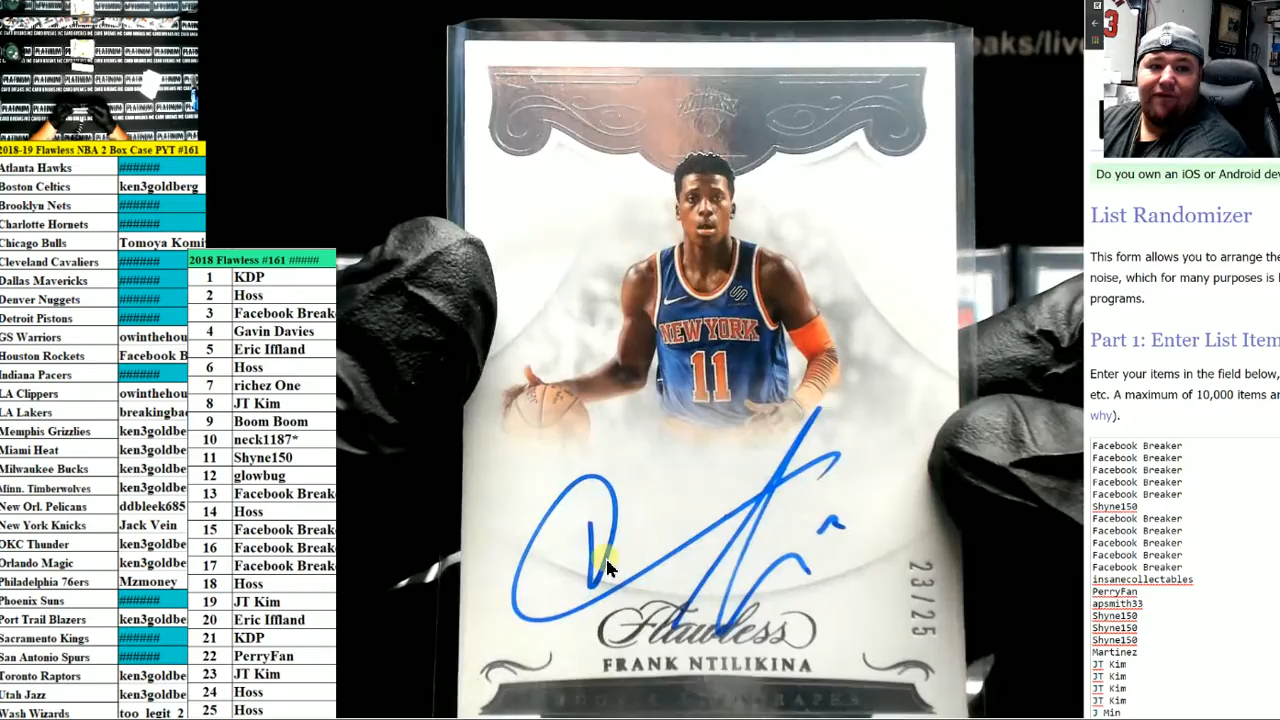 2018-19 Flawless NBA 2 Box Case PYT #161
Atlanta Hawks ######
Boston Celtics ken3goldberg
Brooklyn Nets ######
Charlotte Hornets ######
Chicago Bulls Tomoya Komi
Cleveland Cavaliers ######
Dallas Mavericks ######
Denver Nuggets ######
Detroit Pistons ######
GS Warriors owinthehou
Houston Rockets Facebook B
Indiana Pacers ######
LA Clippers owinthehou
LA Lakers breakingba
Memphis Grizzlies ken3goldbe
Miami Heat ken3goldbe
Milwaukee Bucks ken3goldbe
Minn. Timberwolves ken3goldbe
New Orl. Pelicans ddbleek685
New York Knicks Jack Vein
OKC Thunder ken3goldbe
Orlando Magic ken3goldbe
Philadelphia 76ers Mzmoney
Phoenix Suns ######
Port Trail Blazers ken3goldbe
Sacramento Kings ######
San Antonio Spurs ######
Toronto Raptors ken3goldbe
Utah Jazz ken3goldbe
Wash Wizards too_legit_2
2018 Flawless #161 #####
1 KDP
2 Hoss
3 Facebook Break
4 Gavin Davies
5 Eric Iffland
6 Hoss
7 richez One
8 JT Kim
9 Boom Boom
10 neck1187*
11 Shyne150
12 glowbug
13 Facebook Break
14 Hoss
15 Facebook Break
16 Facebook Break
17 Facebook Break
18 Hoss
19 JT Kim
20 Eric Iffland
21 KDP
22 PerryFan
23 JT Kim
24 Hoss
25 Hoss
eaks/live
NEW YORK
11
23/25
Flawless
FRANK NTILIKINA
Do you own an iOS or Android dev
List Randomizer
This form allows you to arrange the
noise, which for many purposes is
programs.
Part 1: Enter List Item
Enter your items in the field below,
etc. A maximum of 10,000 items a
why).
Facebook Breaker
Facebook Breaker
Facebook Breaker
Facebook Breaker
Facebook Breaker
Shyne150
Facebook Breaker
Facebook Breaker
Facebook Breaker
Facebook Breaker
Facebook Breaker
insanecollectables
PerryFan
apsmith33
Shyne150
Shyne150
Shyne150
Martinez
JT Kim
JT Kim
JT Kim
JT Kim
J Min